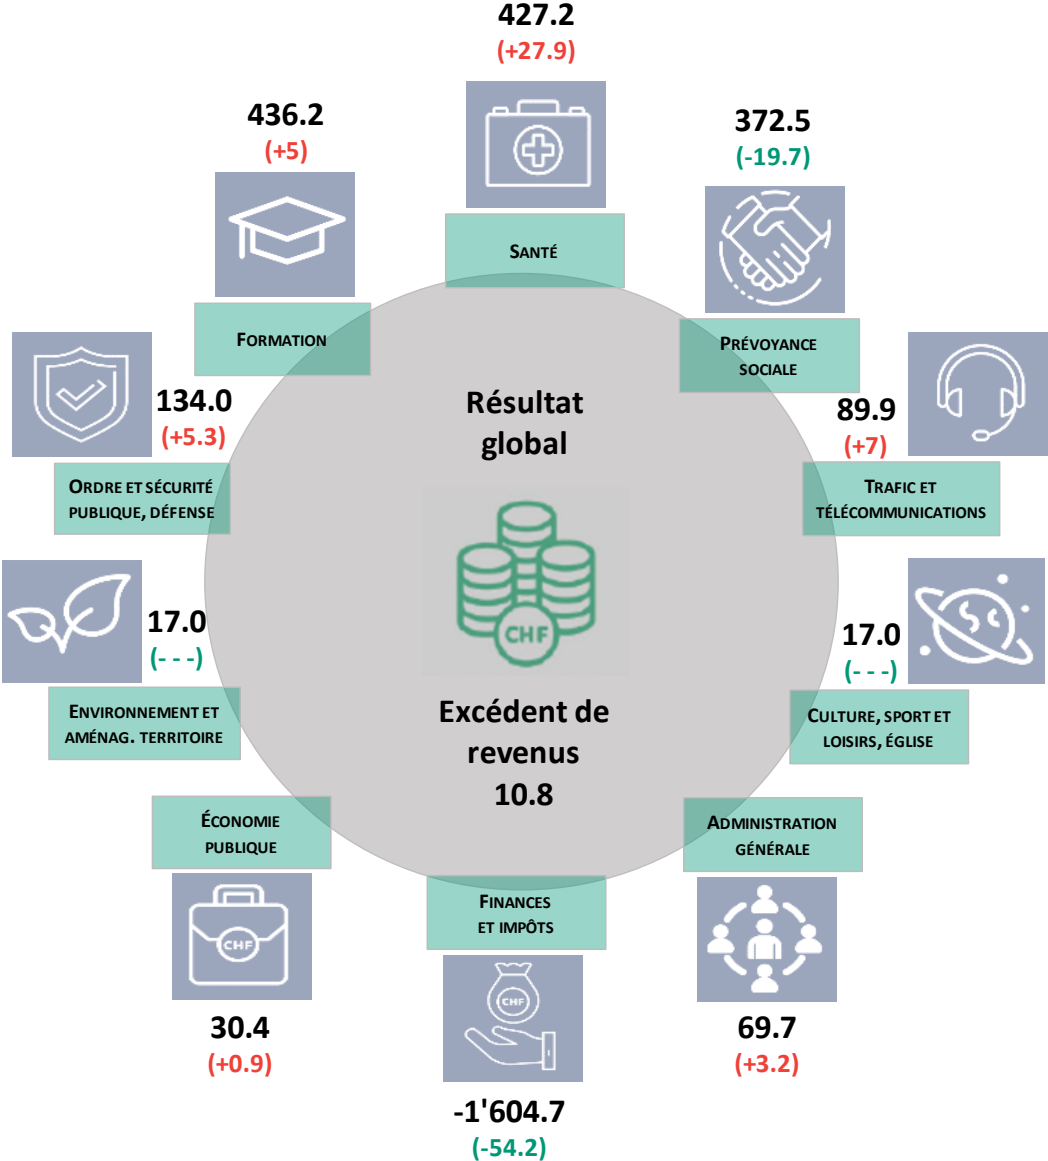 427.2
(+27.9)
SANTÉ
436.2
(+5)
FORMATION
372.5
(-19.7)
PRÉVOYANCE
SOCIALE
134.0
(+5.3)
ORDRE ET SÉCURITÉ
PUBLIQUE, DÉFENSE
89.9
(+7)
TRAFIC ET
TÉLÉCOMMUNICATIONS
Résultat
global
CHF
Excédent de
revenus
10.8
17.0
(- - -)
ENVIRONNEMENT ET
AMÉNAG. TERRITOIRE
17.0
(- - -)
CULTURE, SPORT ET
LOISIRS, ÉGLISE
ÉCONOMIE
PUBLIQUE
CHF
30.4
(+0.9)
FINANCES
ET IMPÔTS
CHF
-1'604.7
(-54.2)
ADMINISTRATION
GÉNÉRALE
69.7
(+3.2)